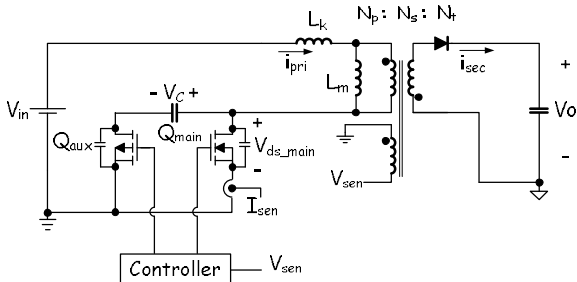 Lk
Np: Ns: Nt
ipri
Lm
isec
+
Vin
- VC +
Qmain
Qaux
+
Vds_main
-
Vo
-
Vsen
Isen
Controller
Vsen